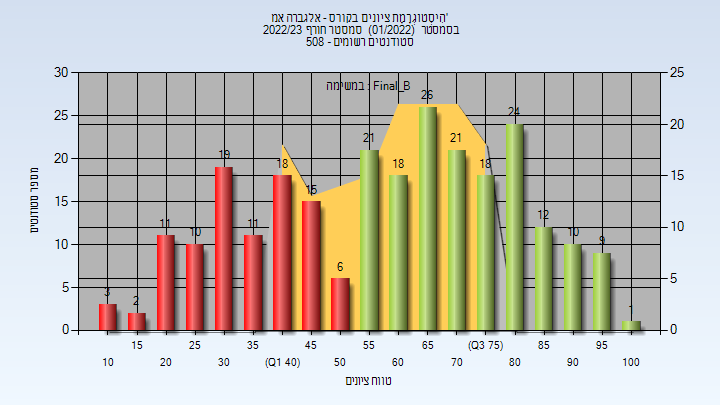 היסטוגרמת ציונים בקורס - אלגברה אמ'
בסמסטר (01/2022) סמסטר חורף 2022/23
סטודנטים רשומים - 508
במשימה : Final_B
מספר סטודנטים
30 25 20 15 10 5 0
25 20 15 10 5 0
3 2 11 10 19 11 18 15 6 21 18 26 21 18 24 12 10 9 1
10 15 20 25 30 35 (Q1 40) 45 50 55 60 65 70 (Q3 75) 80 85 90 95 100
טווח ציונים